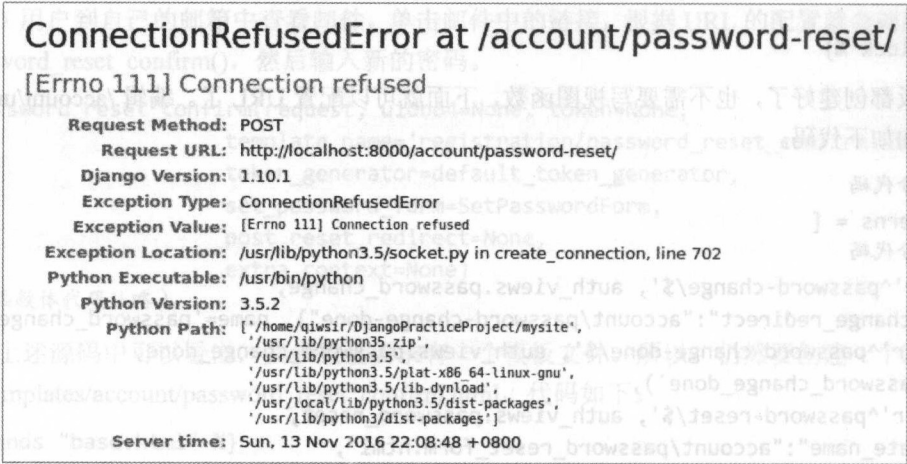 ConnectionRefusedError at /account/password-reset/
[Errno 111] Connection refused
Request Method: POST
Request URL: http://localhost:8000/account/password-reset/
Django Version: 1.10.1
Exception Type: ConnectionRefusedError
Exception Value: [Errno 111] Connection refused
Exception Location: /usr/lib/python3.5/socket.py in create_connection, line 702
Python Executable: /usr/bin/python
Python Version: 3.5.2
Python Path: ['/home/qiwsir/DjangoPracticeProject/mysite',
'/usr/lib/python35.zip',
'/usr/lib/python3.5',
'/usr/lib/python3.5/plat-x86_64-linux-gnu',
'/usr/lib/python3.5/lib-dynload',
'/usr/local/lib/python3.5/dist-packages',
'/usr/lib/python3/dist-packages']
Server time: Sun, 13 Nov 2016 22:08:48 +0800